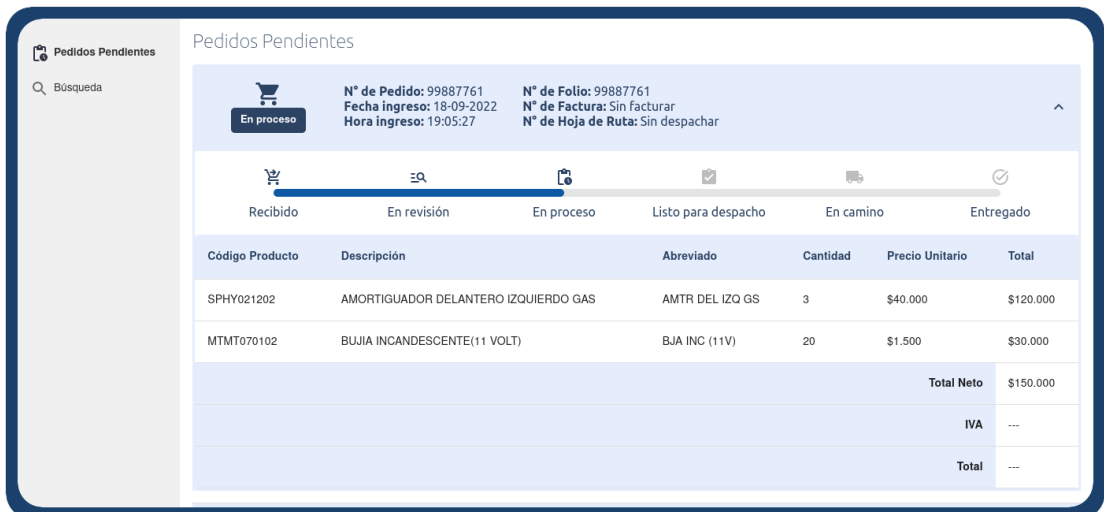 Pedidos Pendientes
Búsqueda
Pedidos Pendientes
En proceso
N° de Pedido: 99887761
Fecha ingreso: 18-09-2022
Hora ingreso: 19:05:27
N° de Folio: 99887761
N° de Factura: Sin facturar
N° de Hoja de Ruta: Sin despachar
Recibido En revisión En proceso Listo para despacho En camino Entregado
Código Producto Descripción Abreviado Cantidad Precio Unitario Total
SPHY021202 AMORTIGUADOR DELANTERO IZQUIERDO GAS AMTR DEL IZQ GS 3 $40.000 $120.000
MTMT070102 BUJIA INCANDESCENTE(11 VOLT) BJA INC (11V) 20 $1.500 $30.000
Total Neto $150.000
IVA ---
Total ---